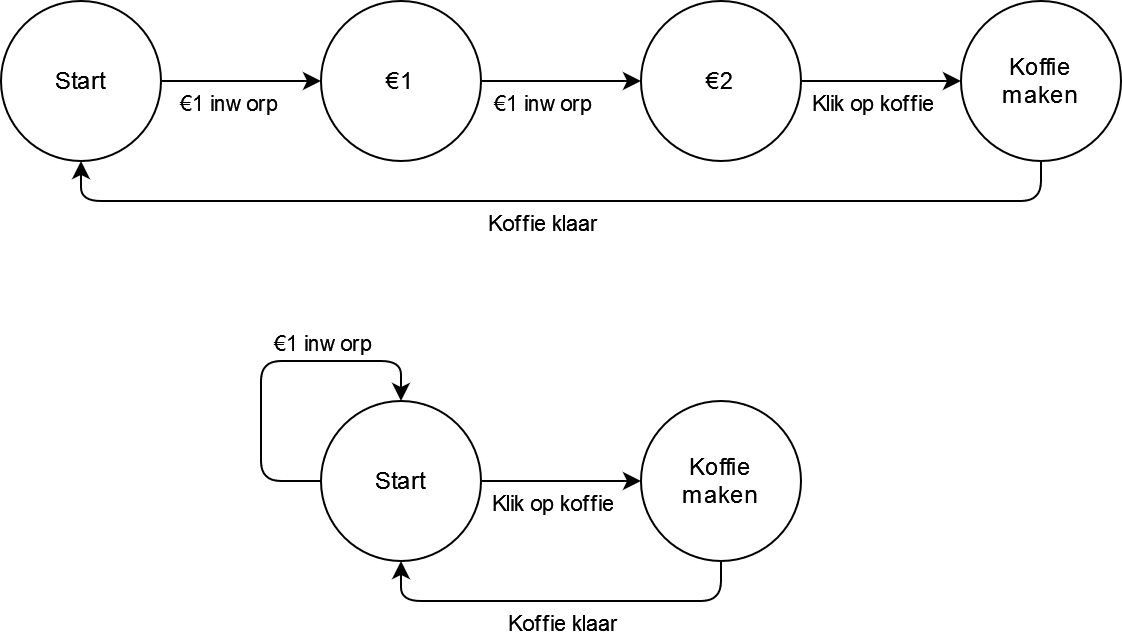 Start
€1 inw orp
€1
€1 inw orp
€2
Klik op koffie
Koffie
maken
Koffie klaar
€1 inw orp
Start
Klik op koffie
Koffie
maken
Koffie klaar